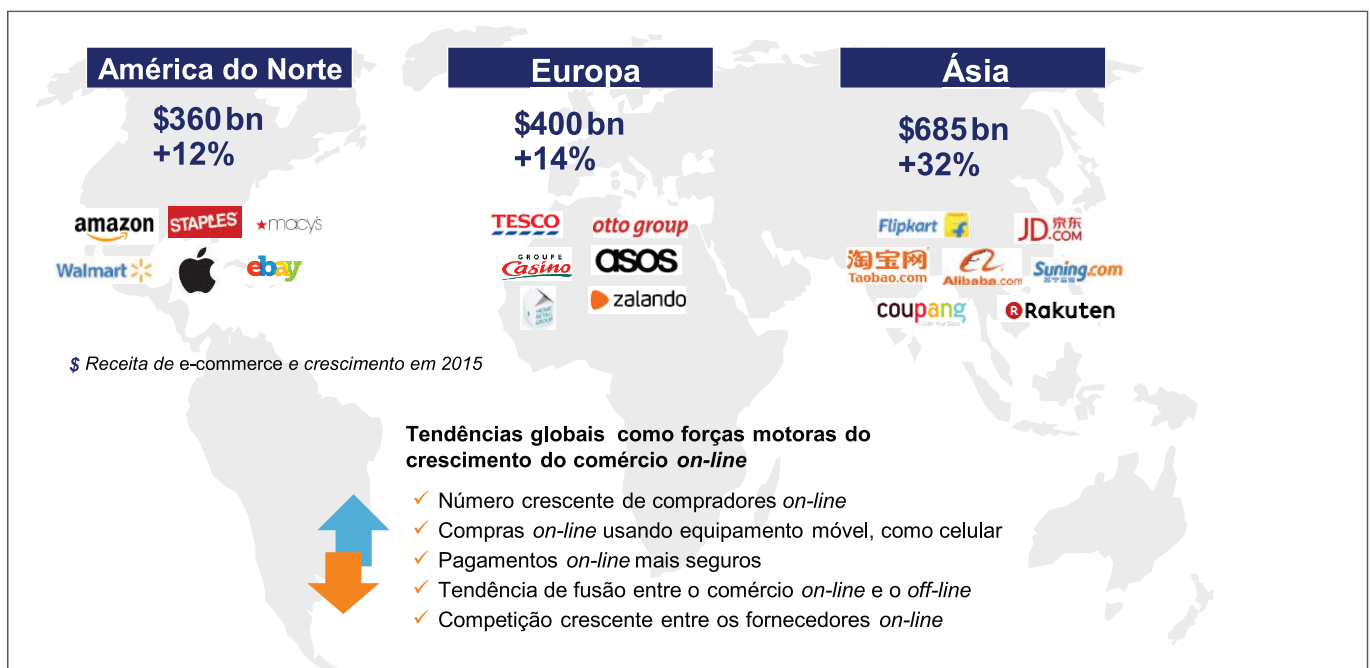 América do Norte
$360 bn
+12%
amazon
STAPLES
macy's
Walmart
ebay
Europa
$400 bn
+14%
TESCO
otto group
GROUPE
Casino
asos
HOME
RETAIL
GROUP
zalando
Ásia
$685 bn
+32%
Flipkart
JD.京东
.COM
淘宝网
Taobao.com
Alibaba.com
Suning.com
coupang
Rakuten
$ Receita de e-commerce e crescimento em 2015
Tendências globais como forças motoras do
crescimento do comércio on-line
✓ Número crescente de compradores on-line
✓ Compras on-line usando equipamento móvel, como celular
✓ Pagamentos on-line mais seguros
✓ Tendência de fusão entre o comércio on-line e o off-line
✓ Competição crescente entre os fornecedores on-line